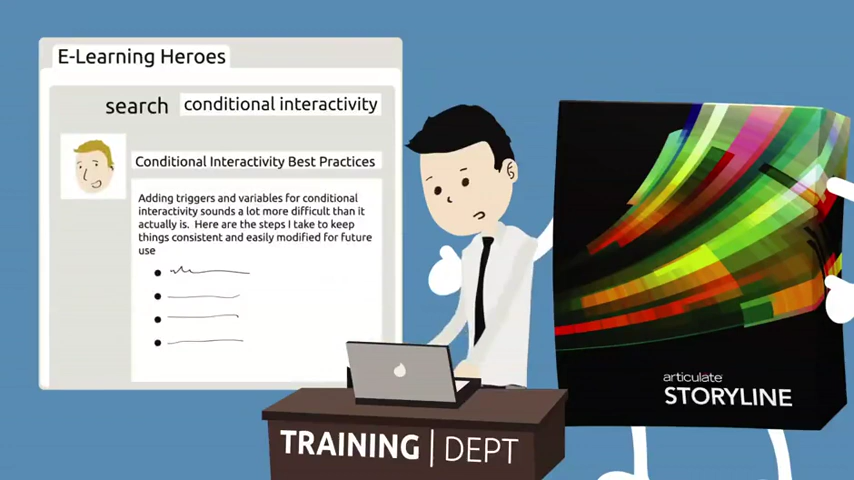 E-Learning Heroes
search conditional interactivity
Conditional Interactivity Best Practices
Adding triggers and variables for conditional
interactivity sounds a lot more difficult than it
actually is. Here are the steps I take to keep
things consistent and easily modified for future
use
articulate
STORYLINE
TRAINING | DEPT